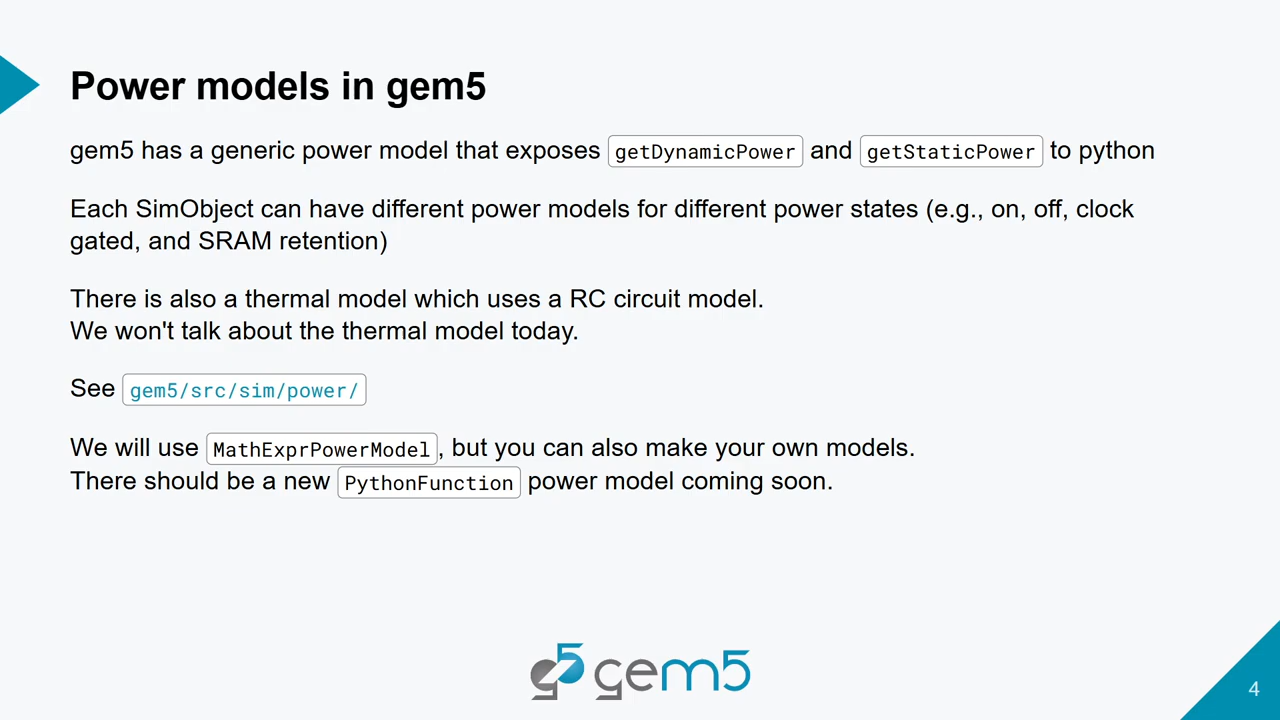 Power models in gem5
gem5 has a generic power model that exposes getDynamicPower and getStaticPower to python
Each SimObject can have different power models for different power states (e.g., on, off, clock
gated, and SRAM retention)
There is also a thermal model which uses a RC circuit model.
We won't talk about the thermal model today.
See gem5/src/sim/power/
We will use MathExprPowerModel, but you can also make your own models.
There should be a new PythonFunction power model coming soon.
g5 gem5
4